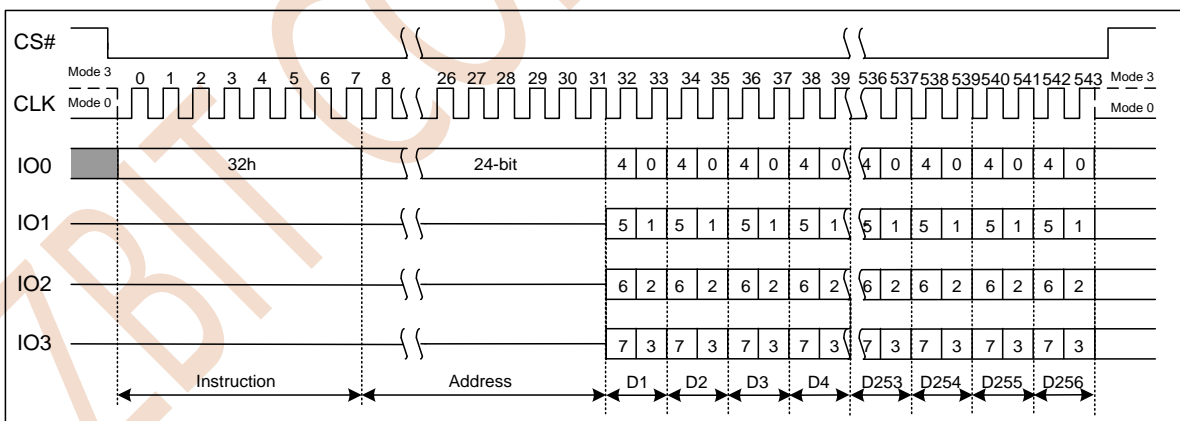 CS#
Mode 3 0 1 2 3 4 5 6 7 8 26 27 28 29 30 31 32 33 34 35 36 37 38 39 536 537 538 539 540 541 542 543 Mode 3
CLK Mode 0 Mode 0
IO0 32h 24-bit 4 0 4 0 4 0 4 0 4 0 4 0 4 0 4 0
IO1 5 1 5 1 5 1 5 1 5 1 5 1 5 1 5 1
IO2 6 2 6 2 6 2 6 2 6 2 6 2 6 2 6 2
IO3 7 3 7 3 7 3 7 3 7 3 7 3 7 3 7 3
Instruction Address D1 D2 D3 D4 D253 D254 D255 D256
ZBIT CO